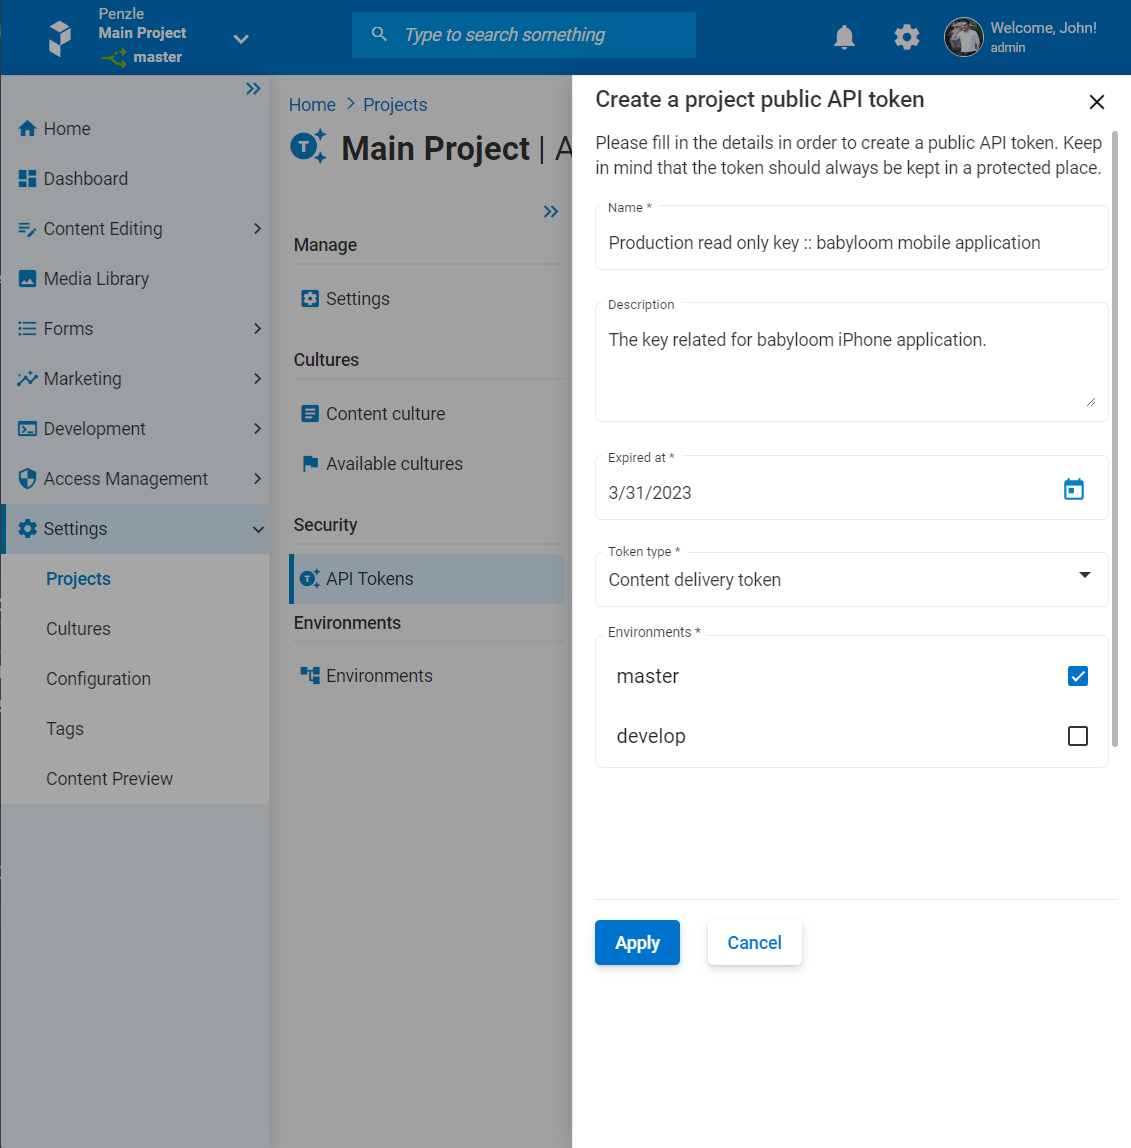 Penzle
Main Project
master
Type to search something
Welcome, John!
admin
Home
Dashboard
Content Editing
Media Library
Forms
Marketing
Development
Access Management
Settings
Projects
Cultures
Configuration
Tags
Content Preview
Home > Projects
Main Project | A
Manage
Settings
Cultures
Content culture
Available cultures
Security
API Tokens
Environments
Environments
Create a project public API token
Please fill in the details in order to create a public API token. Keep
in mind that the token should always be kept in a protected place.
Name *
Production read only key :: babyloom mobile application
Description
The key related for babyloom iPhone application.
Expired at *
3/31/2023
Token type *
Content delivery token
Environments *
master
develop
Apply
Cancel